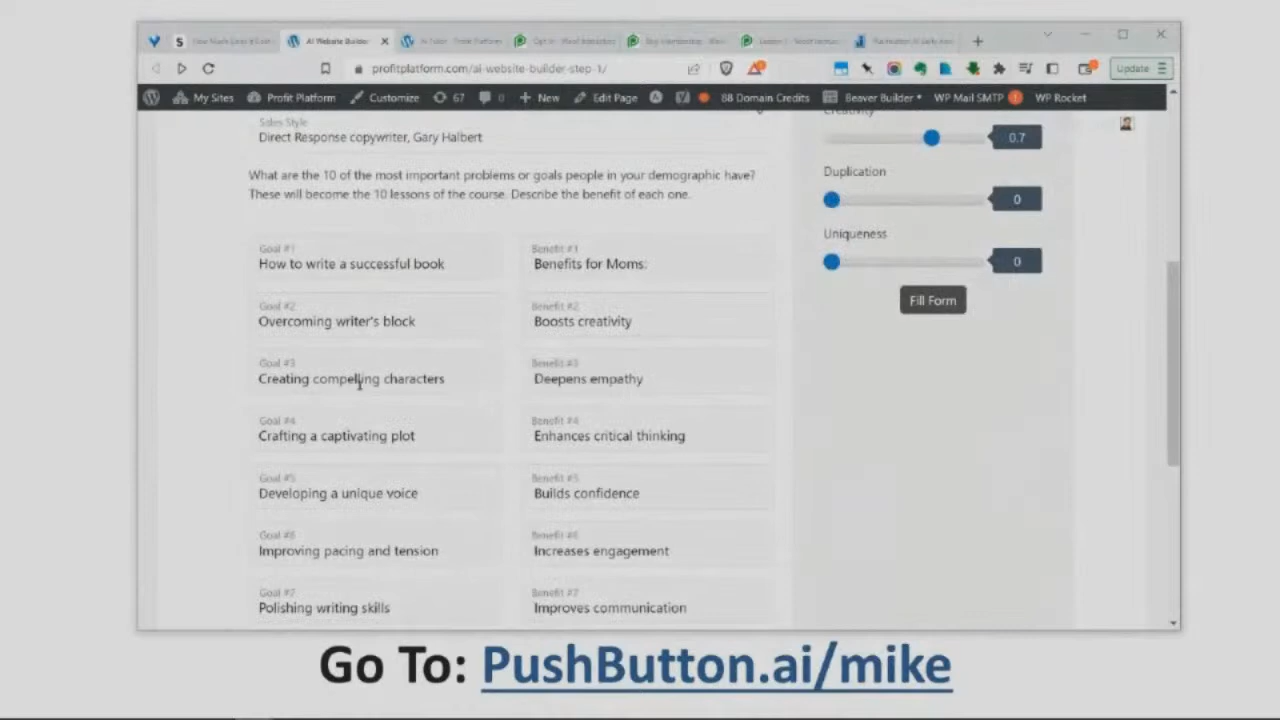 AI Website Builder
profitplatform.com/ai-website-builder-step-1/
Update
My Sites Profit Platform Customize 67 0 New Edit Page 88 Domain Credits Beaver Builder WP Mail SMTP 1 WP Rocket
Sales Style
Direct Response copywriter, Gary Halbert
What are the 10 of the most important problems or goals people in your demographic have?
These will become the 10 lessons of the course. Describe the benefit of each one.
Goal #1
How to write a successful book
Benefit #1
Benefits for Moms:
Goal #2
Overcoming writer's block
Benefit #2
Boosts creativity
Goal #3
Creating compelling characters
Benefit #3
Deepens empathy
Goal #4
Crafting a captivating plot
Benefit #4
Enhances critical thinking
Goal #5
Developing a unique voice
Benefit #5
Builds confidence
Goal #6
Improving pacing and tension
Benefit #6
Increases engagement
Goal #7
Polishing writing skills
Benefit #7
Improves communication
Creativity
0.7
Duplication
0
Uniqueness
0
Fill Form
Go To: PushButton.ai/mike